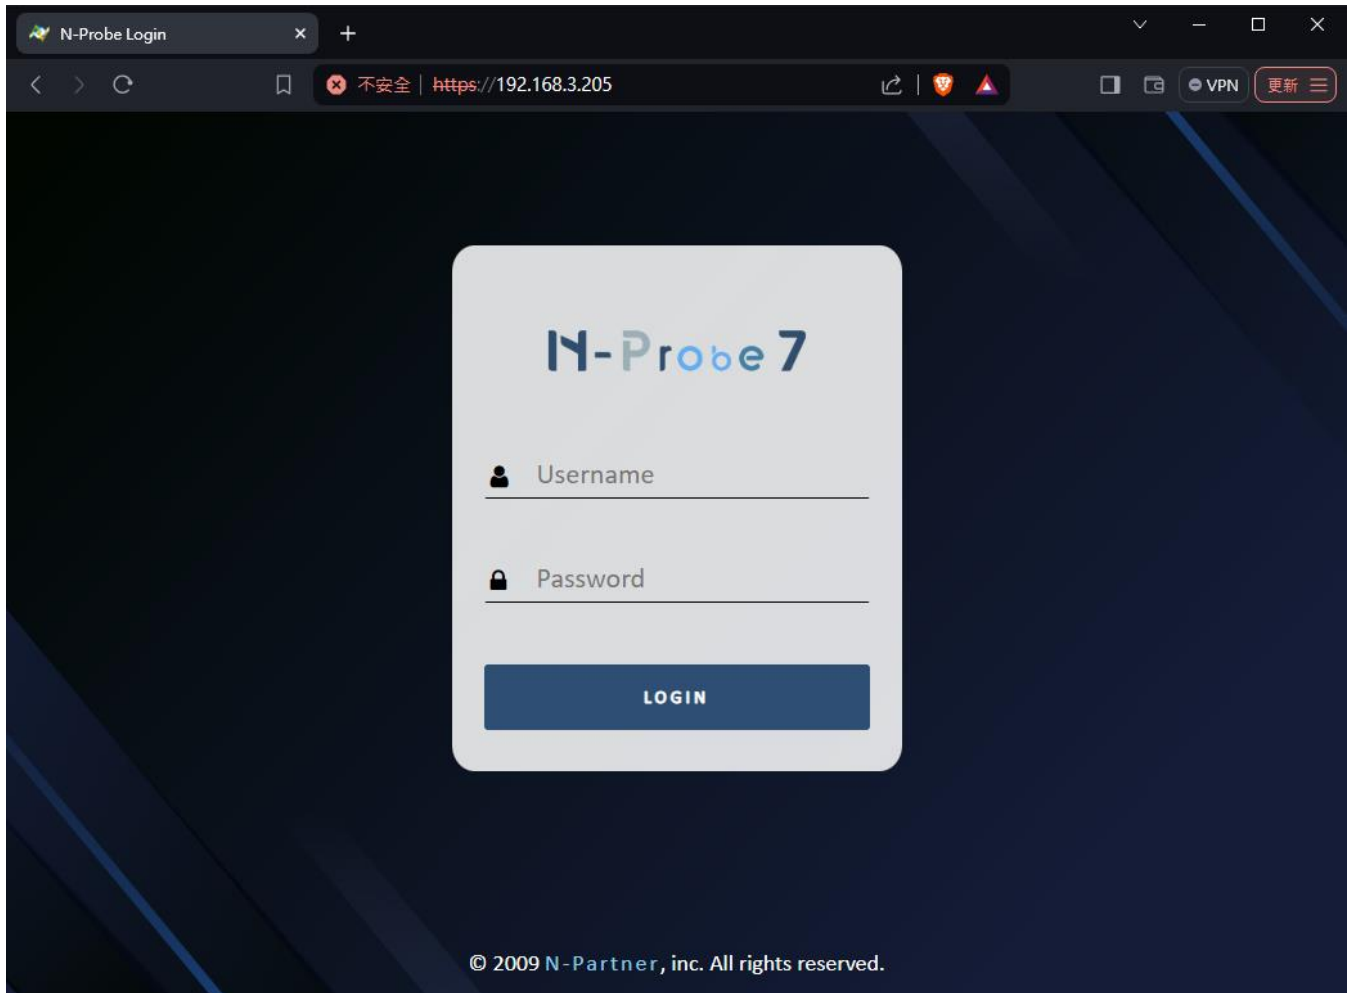 N-Probe Login
不安全 https://192.168.3.205
VPN
更新
N-Probe 7
Username
Password
LOGIN
© 2009 N-Partner, inc. All rights reserved.